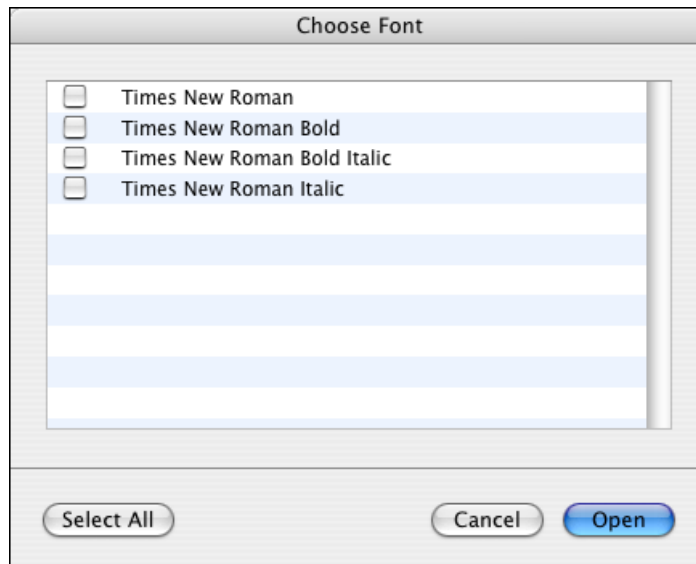 Choose Font
Times New Roman
Times New Roman Bold
Times New Roman Bold Italic
Times New Roman Italic
Select All
Cancel
Open